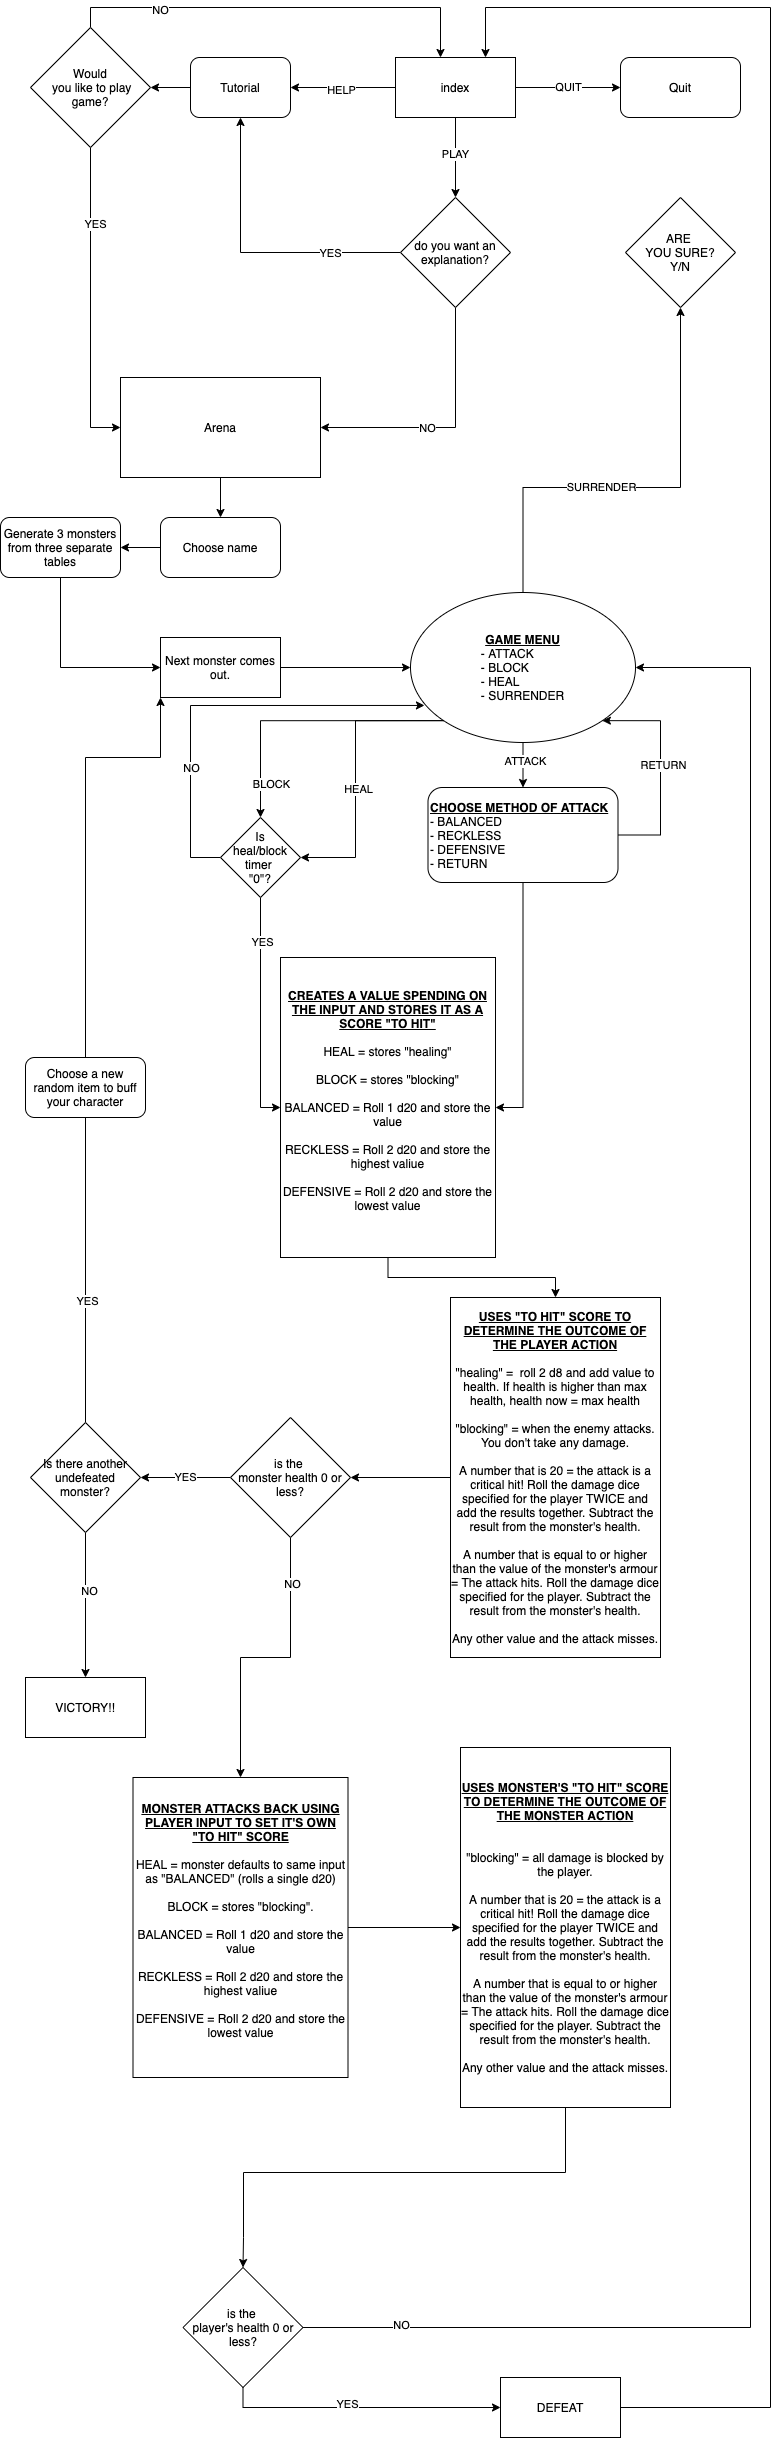 NO
Would
you like to play
game?
Tutorial
HELP
index
QUIT
Quit
PLAY
YES
do you want an
explanation?
YES
ARE
YOU SURE?
Y/N
Arena
NO
SURRENDER
Generate 3 monsters
from three separate
tables
Choose name
Next monster comes
out.
GAME MENU
- ATTACK
- BLOCK
- HEAL
- SURRENDER
NO
BLOCK
HEAL
ATTACK
RETURN
CHOOSE METHOD OF ATTACK
- BALANCED
- RECKLESS
- DEFENSIVE
- RETURN
Is
heal/block
timer
"0"?
YES
CREATES A VALUE SPENDING ON
THE INPUT AND STORES IT AS A
SCORE "TO HIT"
HEAL = stores "healing"
BLOCK = stores "blocking"
BALANCED = Roll 1 d20 and store the
value
RECKLESS = Roll 2 d20 and store the
highest valiue
DEFENSIVE = Roll 2 d20 and store the
lowest value
Choose a new
random item to buff
your character
YES
USES "TO HIT" SCORE TO
DETERMINE THE OUTCOME OF
THE PLAYER ACTION
"healing" = roll 2 d8 and add value to
health. If health is higher than max
health, health now = max health
"blocking" = when the enemy attacks.
You don't take any damage.
A number that is 20 = the attack is a
critical hit! Roll the damage dice
specified for the player TWICE and
add the results together. Subtract the
result from the monster's health.
A number that is equal to or higher
than the value of the monster's armour
= The attack hits. Roll the damage dice
specified for the player. Subtract the
result from the monster's health.
Any other value and the attack misses.
Is there another
undefeated
monster?
YES
is the
monster health 0 or
less?
NO
NO
VICTORY!!
MONSTER ATTACKS BACK USING
PLAYER INPUT TO SET IT'S OWN
"TO HIT" SCORE
HEAL = monster defaults to same input
as "BALANCED" (rolls a single d20)
BLOCK = stores "blocking".
BALANCED = Roll 1 d20 and store the
value
RECKLESS = Roll 2 d20 and store the
highest valiue
DEFENSIVE = Roll 2 d20 and store the
lowest value
USES MONSTER'S "TO HIT" SCORE
TO DETERMINE THE OUTCOME OF
THE MONSTER ACTION
"blocking" = all damage is blocked by
the player.
A number that is 20 = the attack is a
critical hit! Roll the damage dice
specified for the player TWICE and
add the results together. Subtract the
result from the monster's health.
A number that is equal to or higher
than the value of the monster's armour
= The attack hits. Roll the damage dice
specified for the player. Subtract the
result from the monster's health.
Any other value and the attack misses.
is the
player's health 0 or
less?
NO
YES
DEFEAT